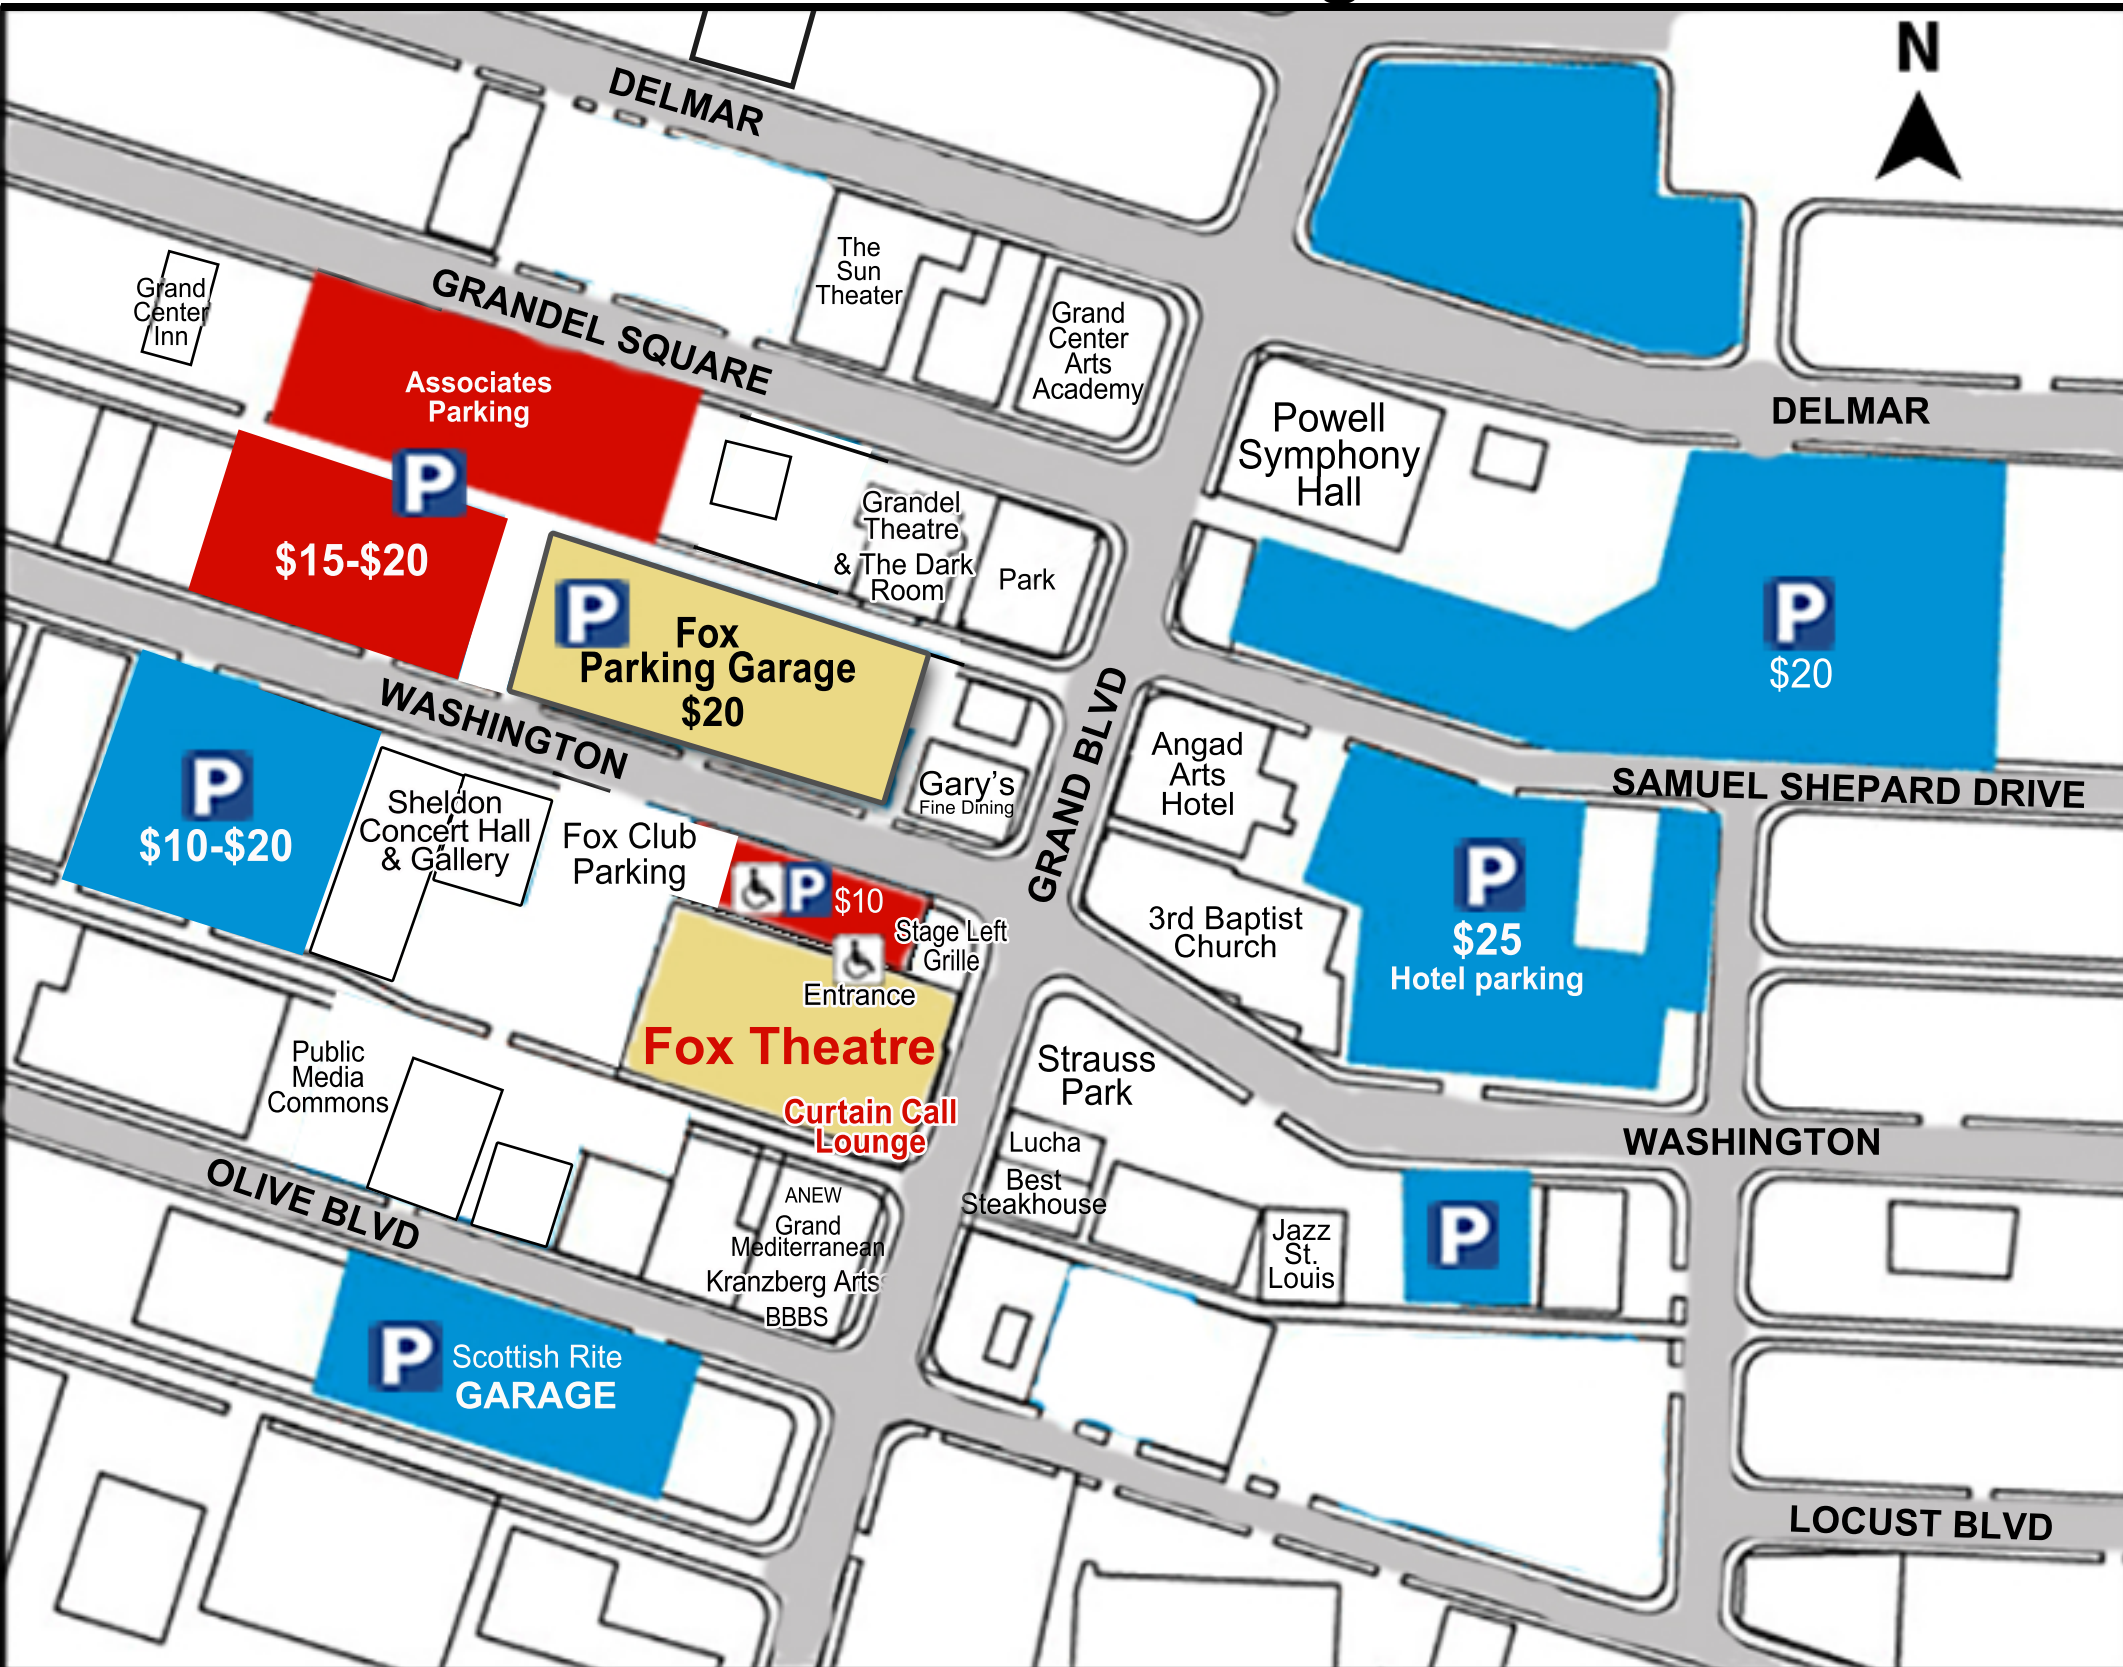 N
DELMAR
The
Sun
Theater
Grand
Center
Inn
GRANDEL SQUARE
Grand
Center
Arts
Academy
Associates
Parking
P
$15-$20
Powell
Symphony
Hall
DELMAR
Grandel
Theatre
& The Dark
Room
Park
P
Fox
Parking Garage
$20
P
$20
WASHINGTON
GRAND BLVD
Gary's
Fine Dining
Angad
Arts
Hotel
SAMUEL SHEPARD DRIVE
P
$10-$20
Sheldon
Concert Hall
& Gallery
Fox Club
Parking
P $10
Stage Left
Grille
Entrance
Fox Theatre
Curtain Call
Lounge
3rd Baptist
Church
P
$25
Hotel parking
Public
Media
Commons
Strauss
Park
Lucha
Best
Steakhouse
WASHINGTON
OLIVE BLVD
ANEW
Grand
Mediterranean
Kranzberg Arts
BBBS
Jazz
St.
Louis
P
P
Scottish Rite
GARAGE
LOCUST BLVD